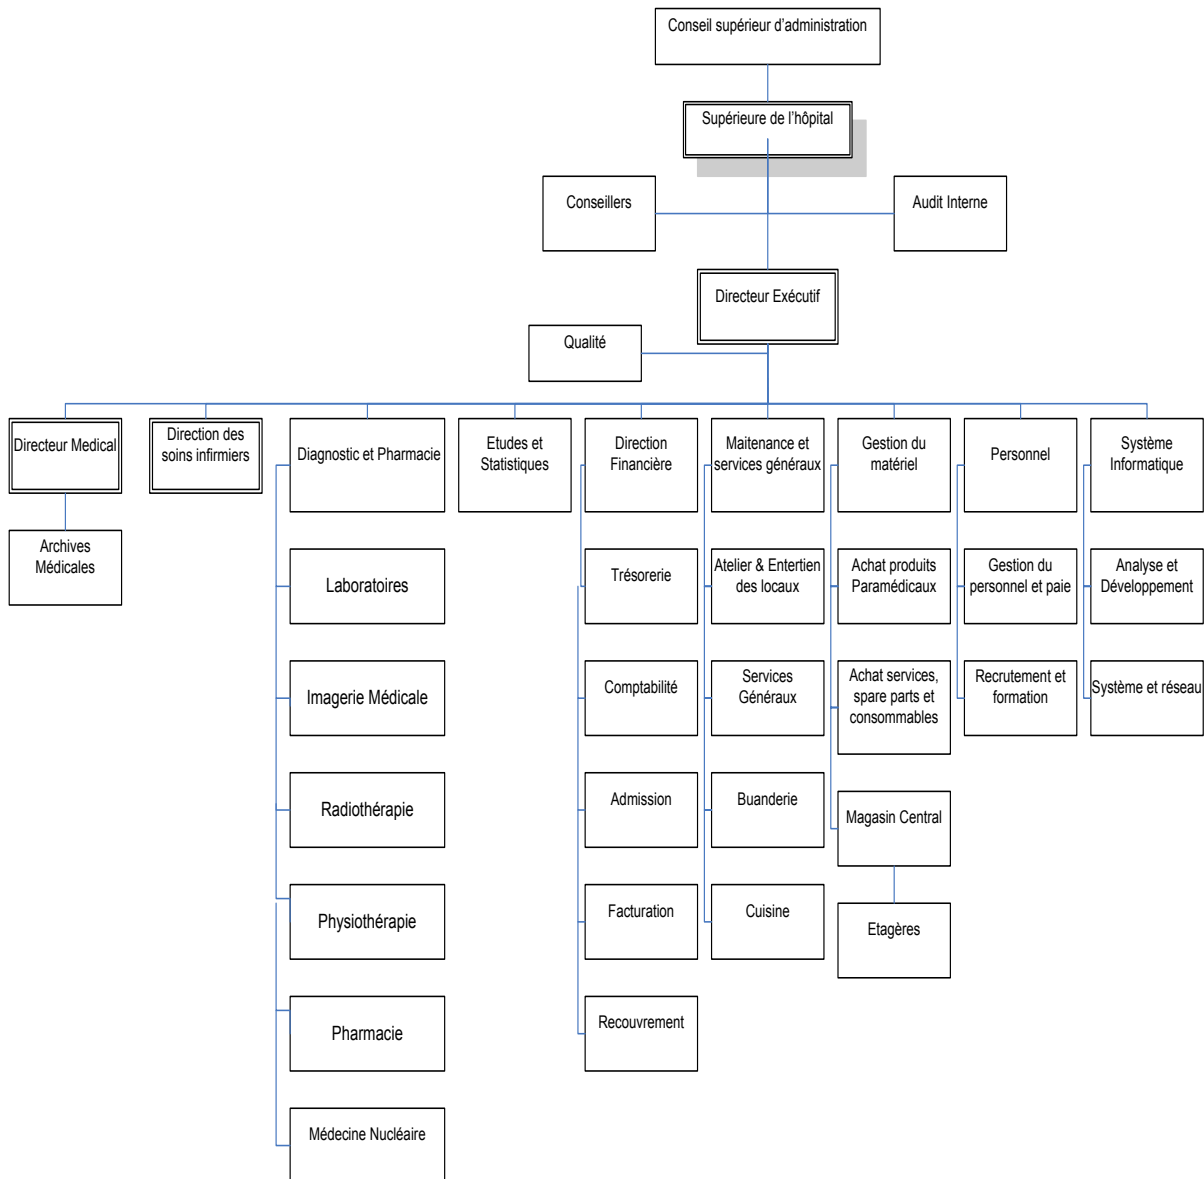 Conseil supérieur d'administration
Supérieure de l'hôpital
Conseillers
Audit Interne
Directeur Exécutif
Qualité
Directeur Medical
Direction des
soins infirmiers
Diagnostic et Pharmacie
Etudes et
Statistiques
Direction
Financière
Maitenance et
services généraux
Gestion du
matériel
Personnel
Système
Informatique
Archives
Médicales
Laboratoires
Trésorerie
Atelier & Entertien
des locaux
Achat produits
Paramédicaux
Gestion du
personnel et paie
Analyse et
Développement
Imagerie Médicale
Comptabilité
Services
Généraux
Achat services,
spare parts et
consommables
Recrutement et
formation
Système et réseau
Radiothérapie
Admission
Buanderie
Magasin Central
Physiothérapie
Facturation
Cuisine
Etagères
Pharmacie
Recouvrement
Médecine Nucléaire